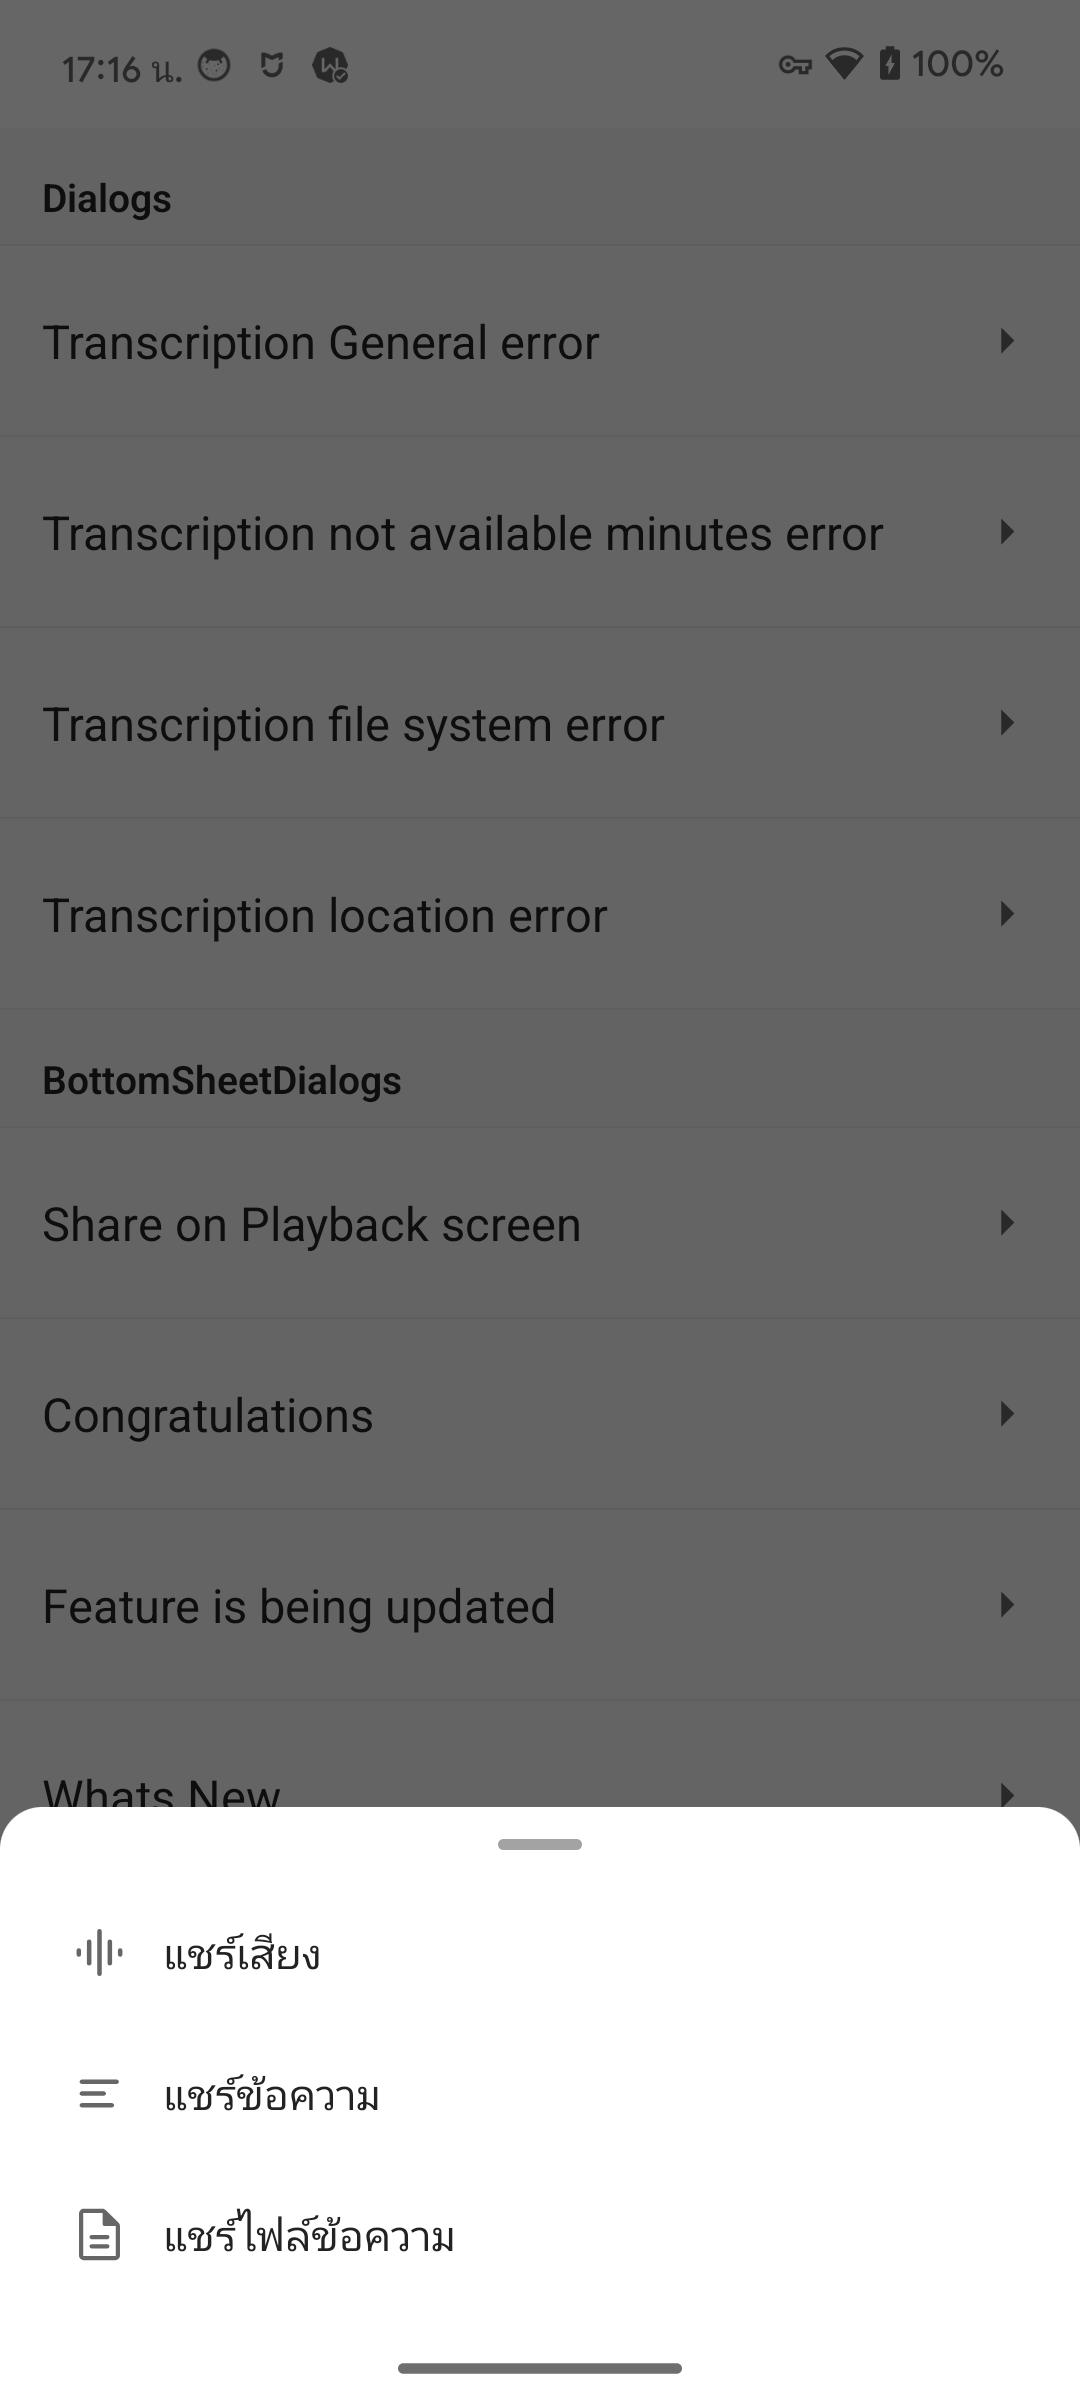 17:16 น. 100%
Dialogs
Transcription General error
Transcription not available minutes error
Transcription file system error
Transcription location error
BottomSheetDialogs
Share on Playback screen
Congratulations
Feature is being updated
Whats New
แชร์เสียง
แชร์ข้อความ
แชร์ไฟล์ข้อความ